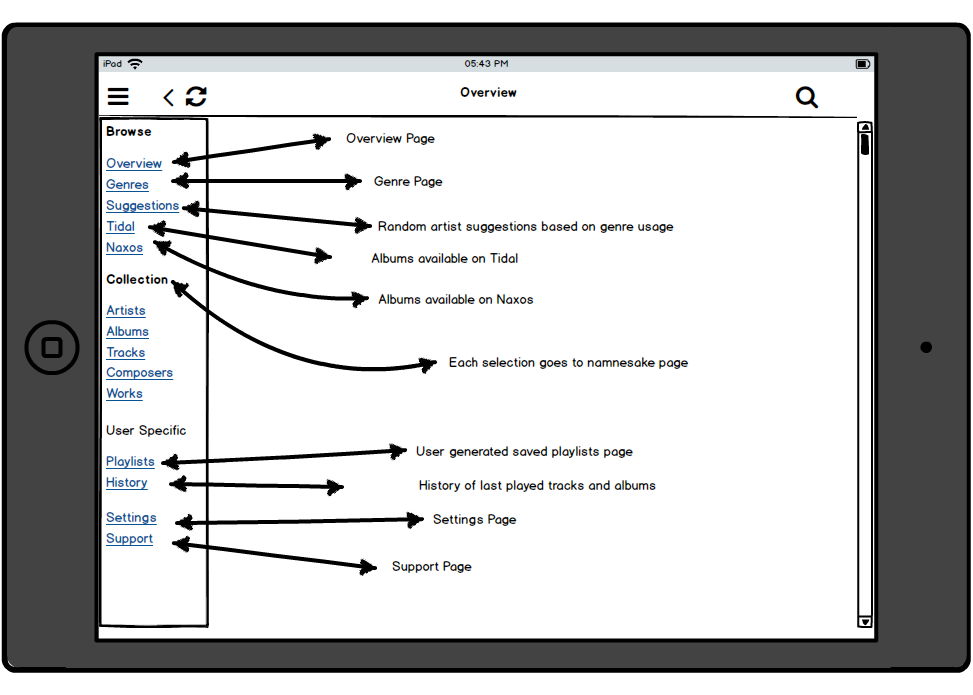 iPod 05:43 PM
Overview
Browse
Overview Page
Overview
Genres
Genre Page
Suggestions
Random artist suggestions based on genre usage
Tidal
Albums available on Tidal
Naxos
Albums available on Naxos
Collection
Artists
Albums
Tracks
Each selection goes to namnesake page
Composers
Works
User Specific
Playlists
User generated saved playlists page
History
History of last played tracks and albums
Settings
Settings Page
Support
Support Page